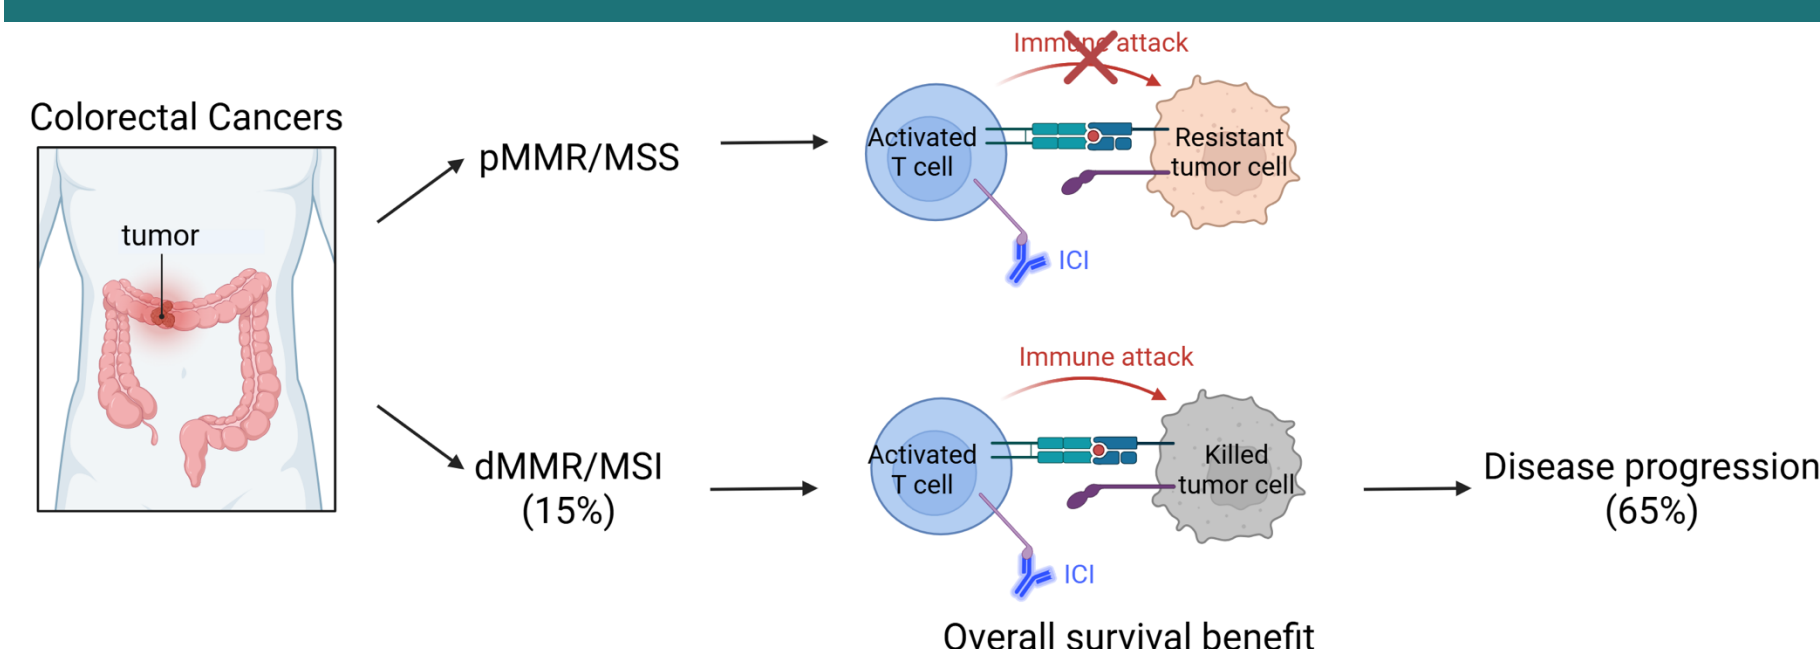 Colorectal Cancers
tumor
pMMR/MSS
Immune attack
Activated
T cell
Resistant
tumor cell
ICI
dMMR/MSI
(15%)
Immune attack
Activated
T cell
Killed
tumor cell
ICI
Disease progression
(65%)
Overall survival benefit